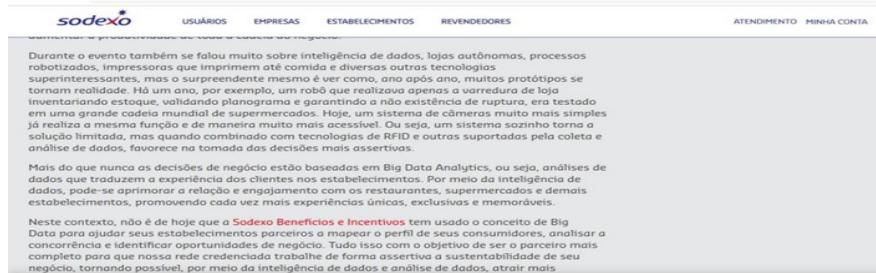 sodexo USUÁRIOS EMPRESAS ESTABELECIMENTOS REVENDEDORES ATENDIMENTO MINHA CONTA
aumentar a produtividade de toda a cadeia do negócio.
Durante o evento também se falou muito sobre inteligência de dados, lojas autônomas, processos
robotizados, impressoras que imprimem até comida e diversas outras tecnologias
superinteressantes, mas o surpreendente mesmo é ver como, ano após ano, muitos protótipos se
tornam realidade. Há um ano, por exemplo, um robô que realizava apenas a varredura de loja
inventariando estoque, validando planograma e garantindo a não existência de ruptura, era testado
em uma grande cadeia mundial de supermercados. Hoje, um sistema de câmeras muito mais simples
já realiza a mesma função e de maneira muito mais acessível. Ou seja, um sistema sozinho torna a
solução limitada, mas quando combinado com tecnologias de RFID e outras suportadas pela coleta e
análise de dados, favorece na tomada das decisões mais assertivas.
Mais do que nunca as decisões de negócio estão baseadas em Big Data Analytics, ou seja, análises de
dados que traduzem a experiência dos clientes nos estabelecimentos. Por meio da inteligência de
dados, pode-se aprimorar a relação e engajamento com os restaurantes, supermercados e demais
estabelecimentos, promovendo cada vez mais experiências únicas, exclusivas e memoráveis.
Neste contexto, não é de hoje que a Sodexo Benefícios e Incentivos tem usado o conceito de Big
Data para ajudar seus estabelecimentos parceiros a mapear o perfil de seus consumidores, analisar a
concorrência e identificar oportunidades de negócio. Tudo isso com o objetivo de ser o parceiro mais
completo para que nossa rede credenciada trabalhe de forma assertiva a sustentabilidade de seu
negócio, tornando possível, por meio da inteligência de dados e análise de dados, atrair mais